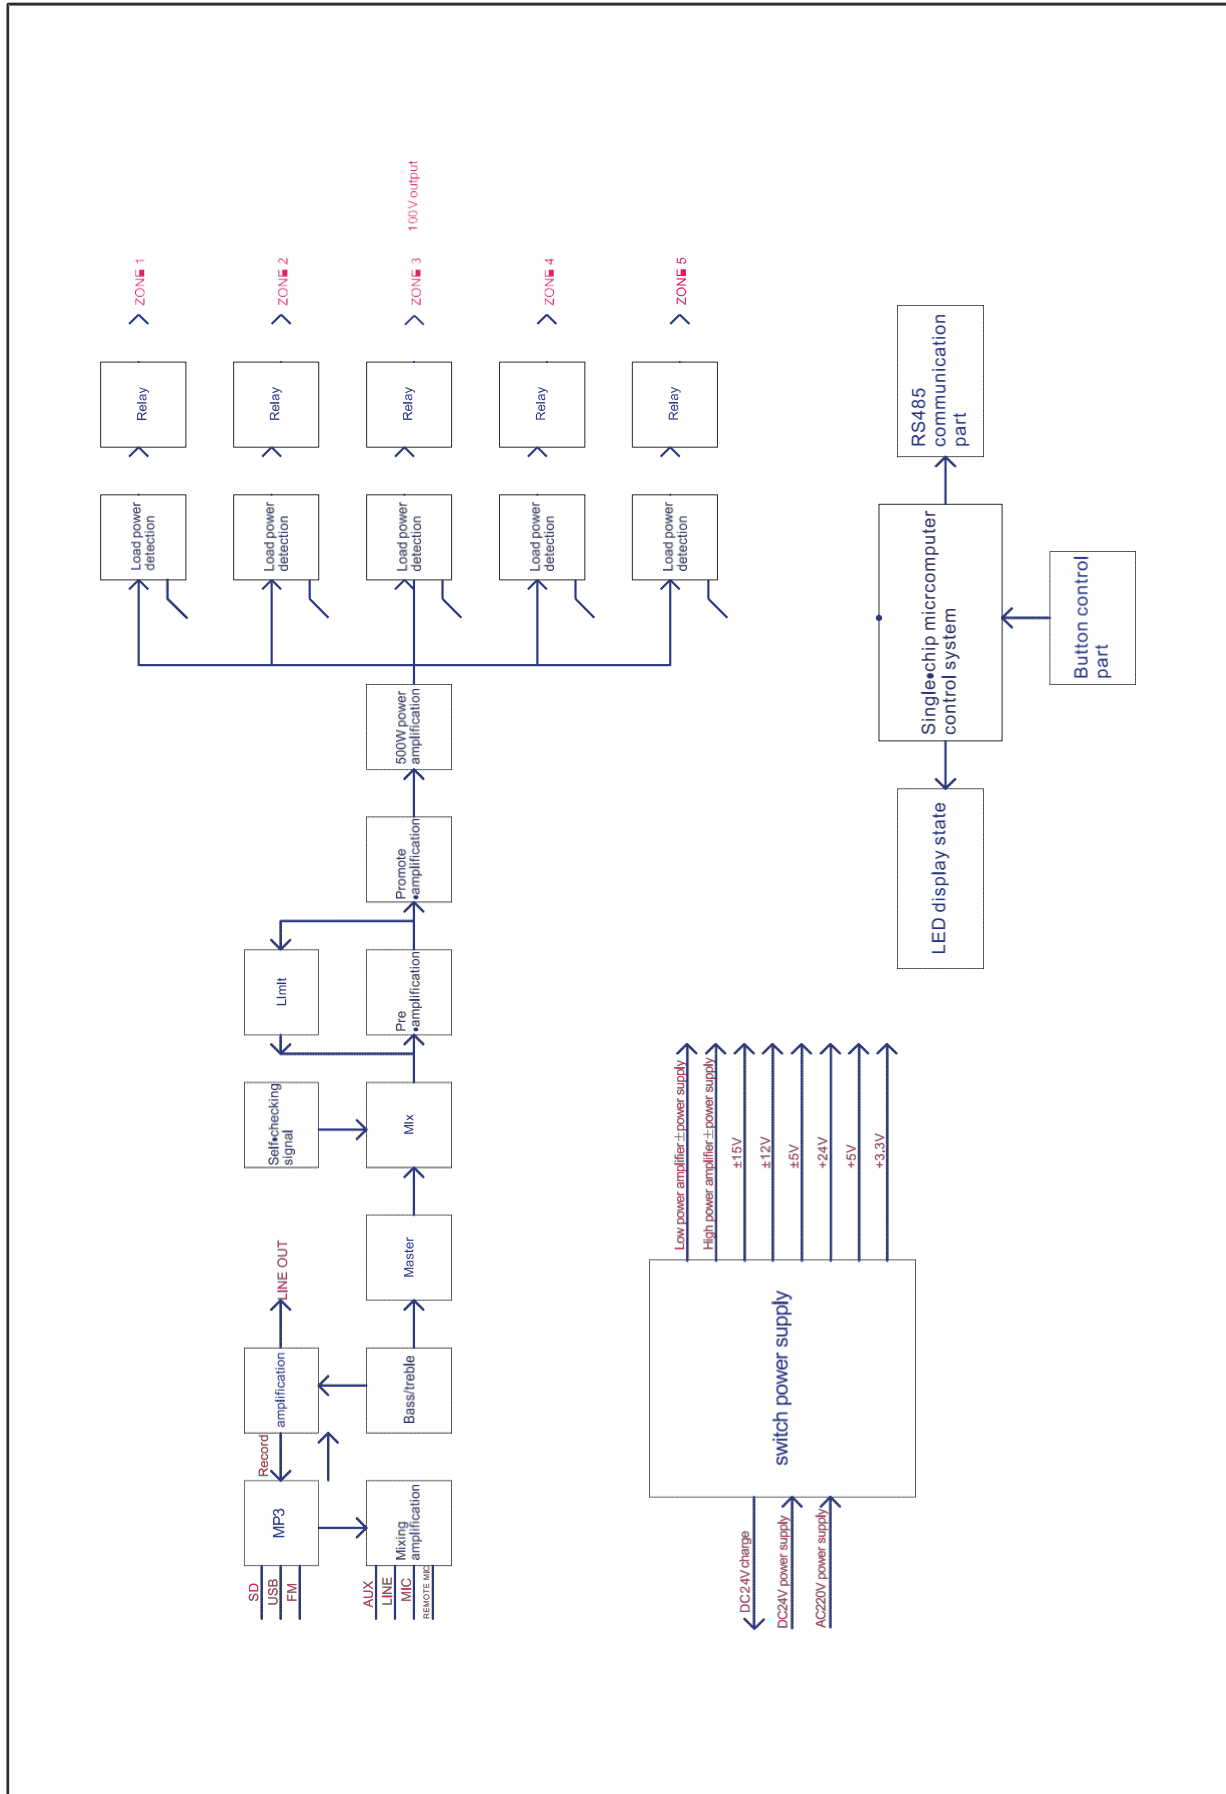 SD
USB
FM
MP3
Record
amplification
LINE OUT
AUX
LINE
MIC
REMOTE MIC
Mixing
amplification
Bass/treble
Master
Self•checking
signal
MIx
LImIt
Pre
•amplification
Promote
•amplification
500W power
amplification
Load power
detection
Relay
ZONE 1
Load power
detection
Relay
ZONE 2
Load power
detection
Relay
ZONE 3
100V output
Load power
detection
Relay
ZONE 4
Load power
detection
Relay
ZONE 5
DC24V charge
DC24V power supply
AC220V power supply
switch power supply
Low power amplifier±power supply
High power amplifier±power supply
±15V
±12V
±5V
+24V
+5V
+3.3V
LED display state
Single•chip micrcomputer
control system
RS485
communication
part
Button control
part